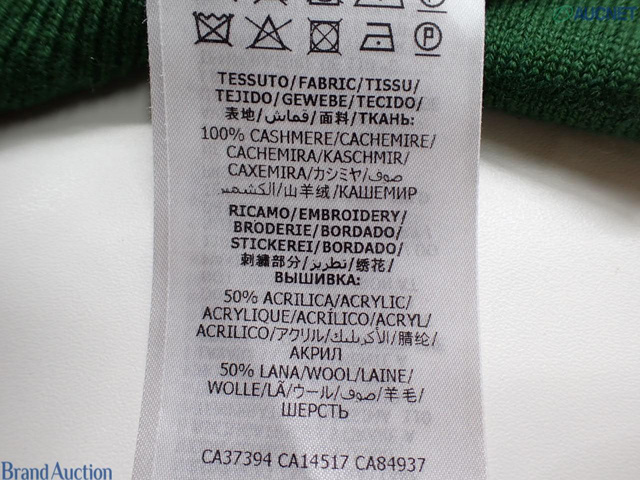 AUCNET
TESSUTO/FABRIC/TISSU/
TEJIDO/GEWEBE/TECIDO/
表地/قماش/面料/ТКАНЬ:
100% CASHMERE/CACHEMIRE/
CACHEMIRA/KASCHMIR/
CAXEMIRA/カシミヤ/صوف
الكشمير/山羊绒/КАШЕМИР
RICAMO/EMBROIDERY/
BRODERIE/BORDADO/
STICKEREI/BORDADO/
刺繍部分/تطريز/绣花/
ВЫШИВКА:
50% ACRILICA/ACRYLIC/
ACRYLIQUE/ACRÍLICO/ACRYL/
ACRILICO/アクリル/الأكريليك/腈纶/
АКРИЛ
50% LANA/WOOL/LAINE/
WOLLE/LÃ/ウール/صوف/羊毛/
ШЕРСТЬ
CA37394 CA14517 CA84937
Brand Auction